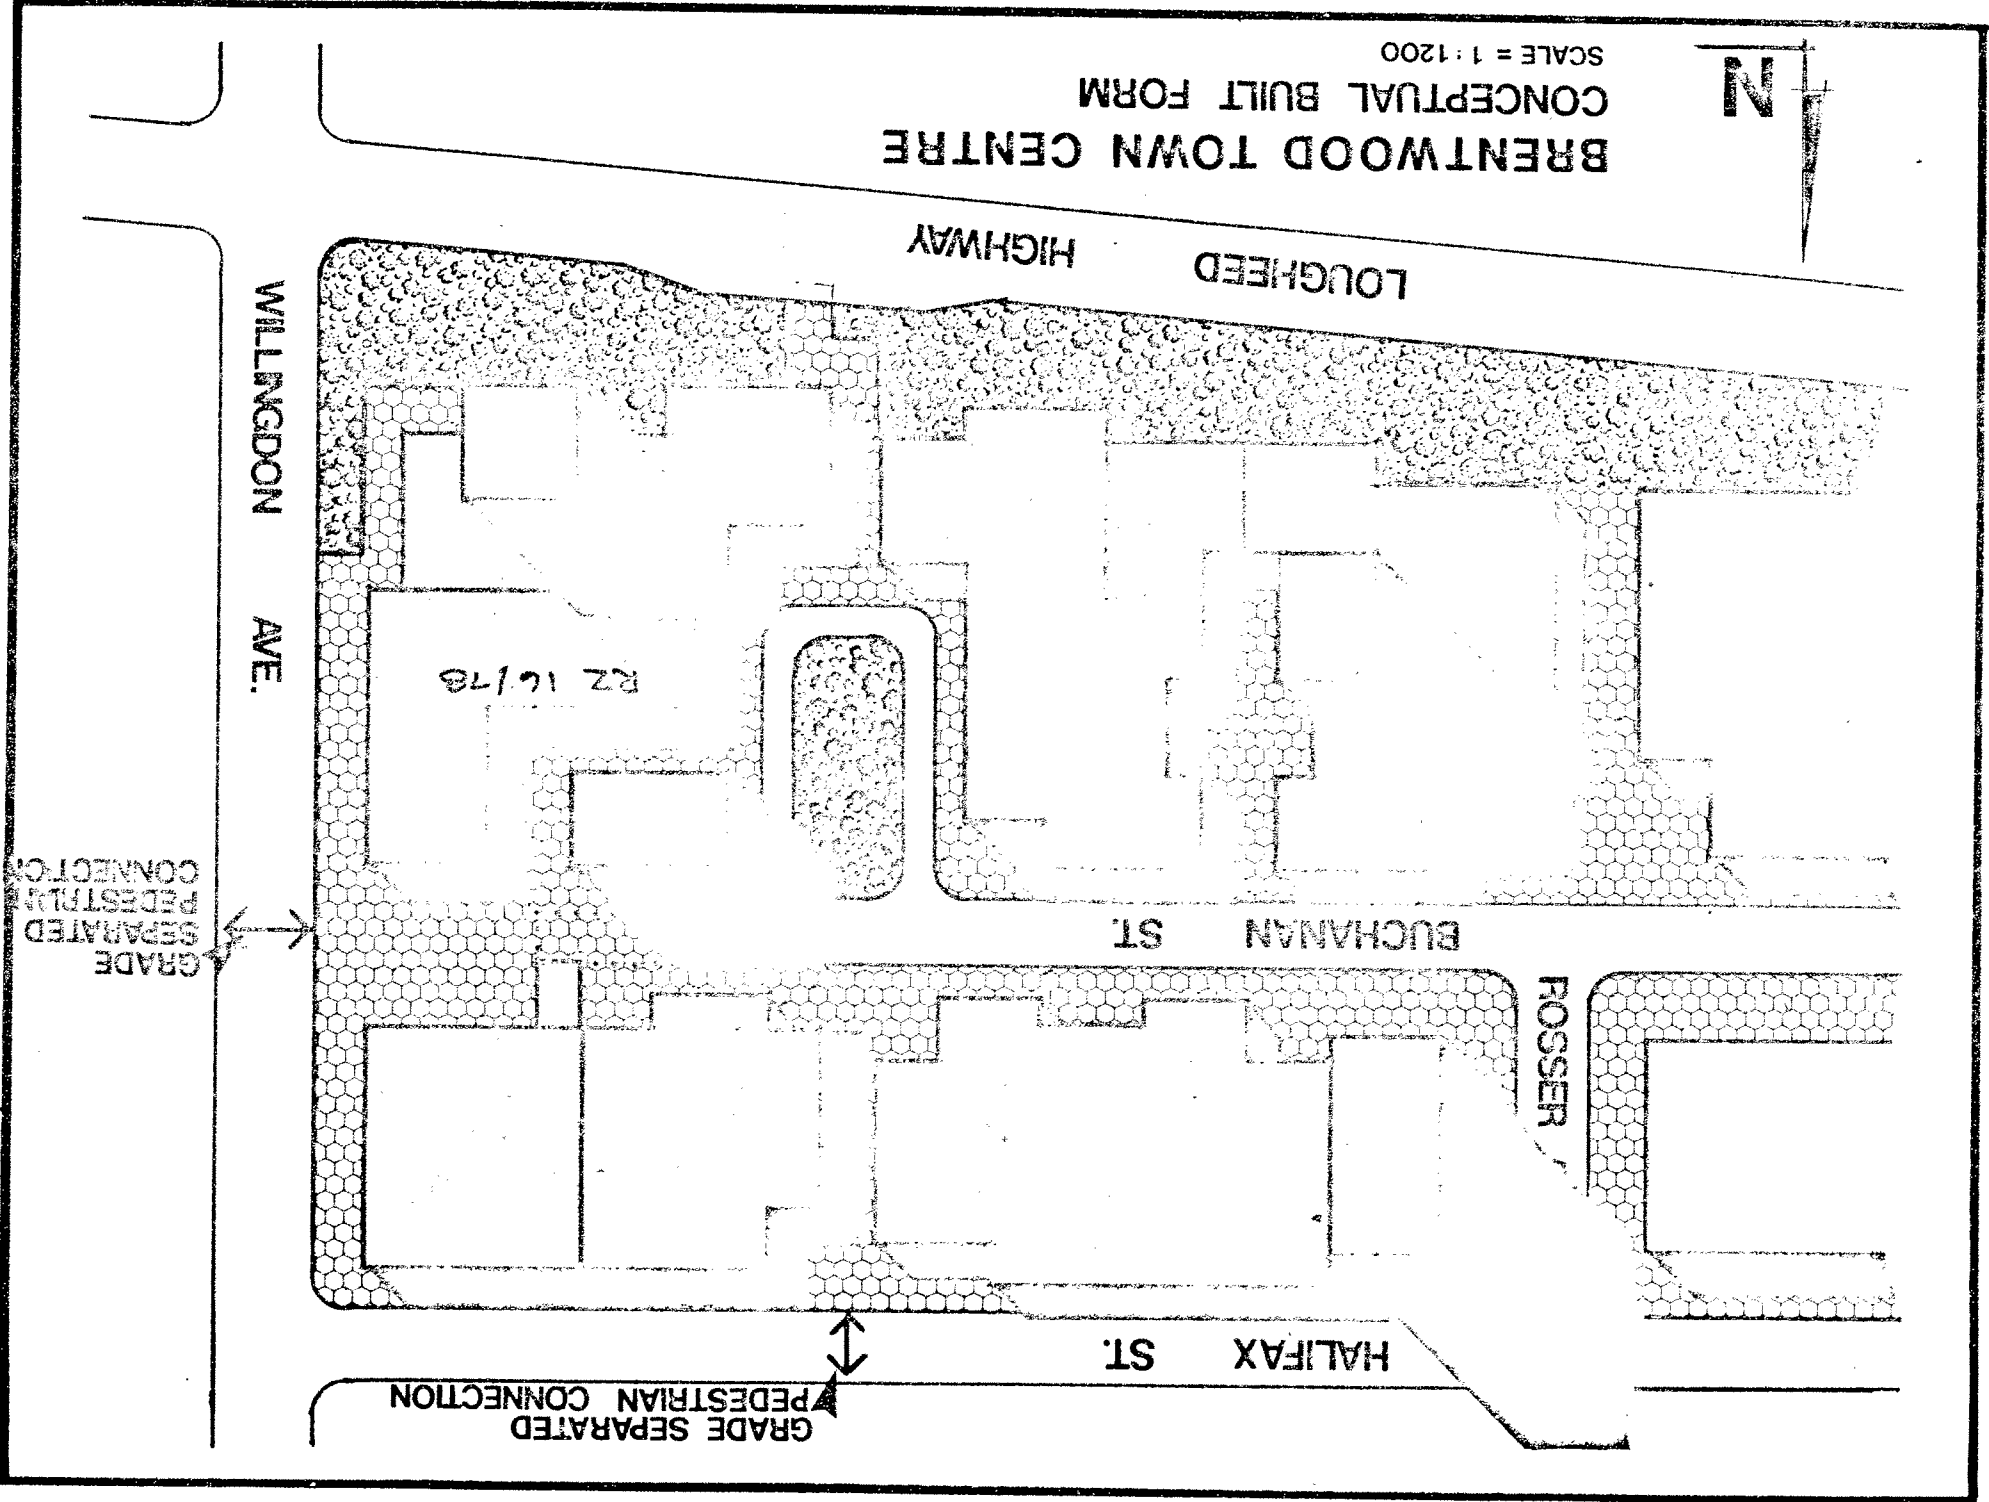 GRADE SEPARATED
PEDESTRIAN CONNECTION
HALIFAX ST.
ROSSER
GRADE
SEPARATED
PEDESTRIAN
CONNECTION
BUCHANAN ST.
RZ 16/78
WILLINGDON AVE.
LOUGHEED HIGHWAY
BRENTWOOD TOWN CENTRE
CONCEPTUAL BUILT FORM
SCALE = 1:1200
N